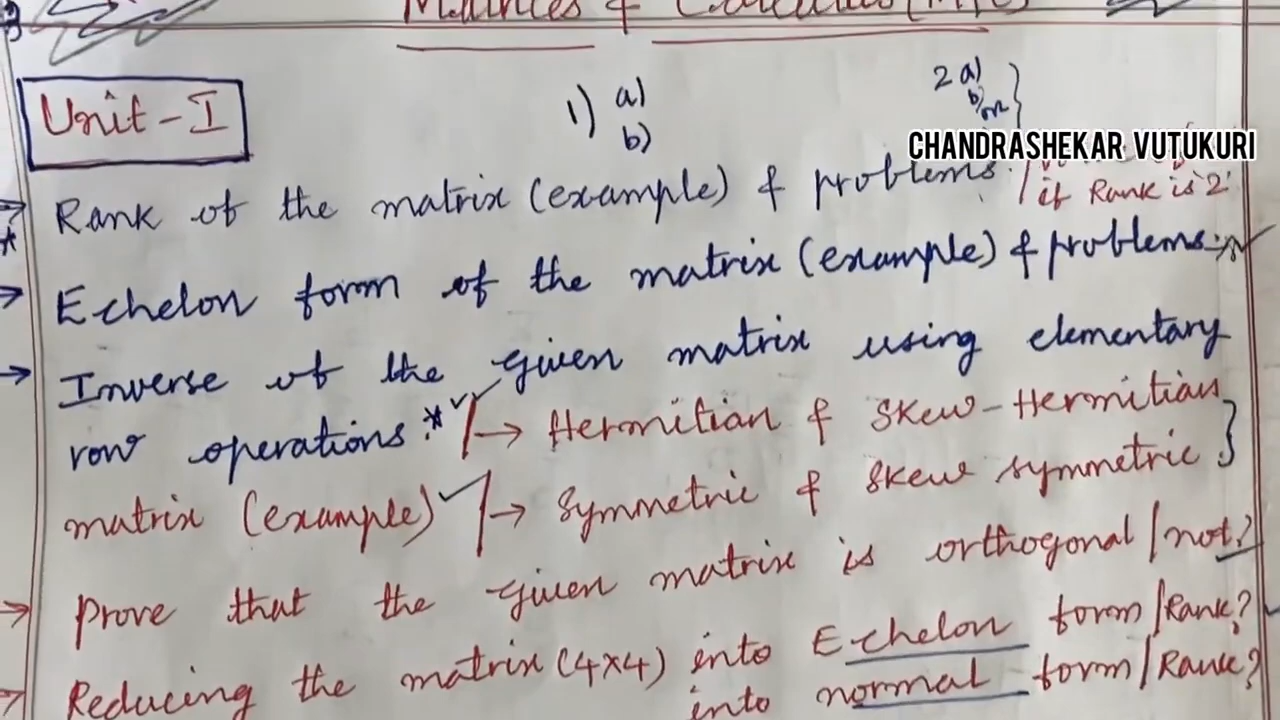 Matrices & Calculus (M&C)
Unit - I
1) a)
b)
2 a)
b)
or
CHANDRASHEKAR VUTUKURI
Rank of the matrix (example) & problems. / if Rank is 2
Echelon form of the matrix (example) & problems.
Inverse of the given matrix using elementary
row operations. * → Hermitian & Skew-Hermitian
matrix (example) → Symmetric & Skew symmetric
Prove that the given matrix is orthogonal/not?
Reducing the matrix (4x4) into Echelon form/Rank?
into normal form/Rank?